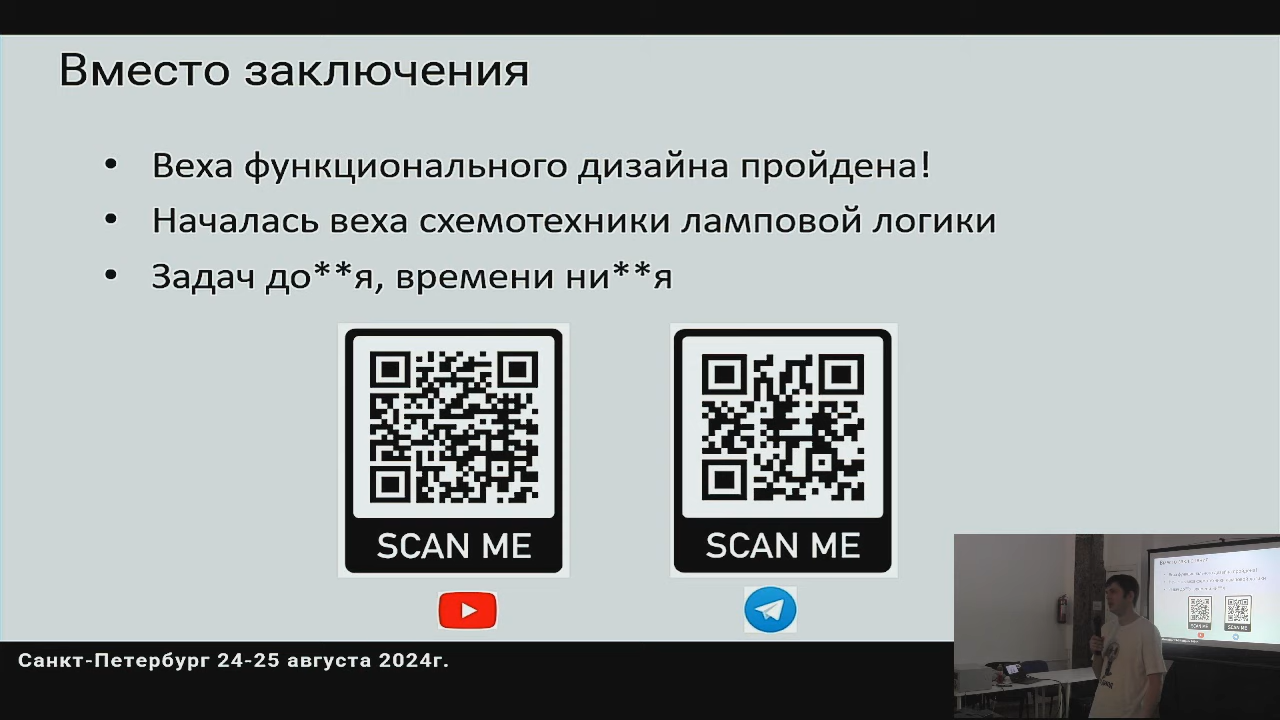 Вместо заключения
• Веха функционального дизайна пройдена!
• Началась веха схемотехники ламповой логики
• Задач до**я, времени ни**я
SCAN ME
SCAN ME
Санкт-Петербург 24-25 августа 2024г.